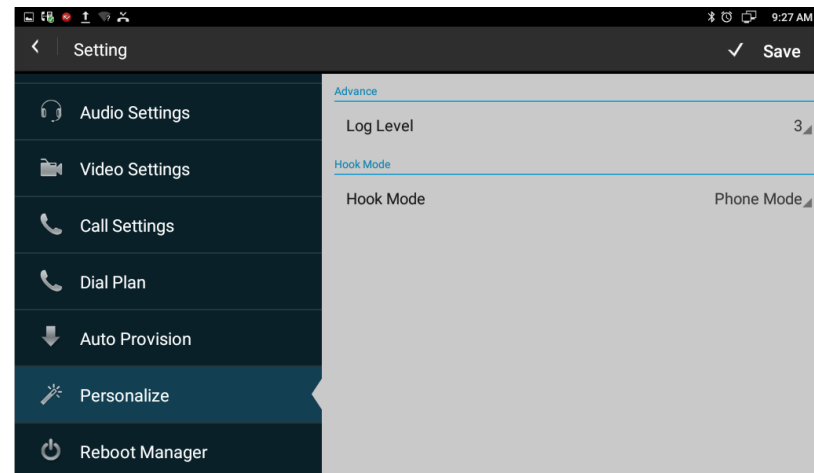 9:27 AM
Setting
Save
Audio Settings
Video Settings
Call Settings
Dial Plan
Auto Provision
Personalize
Reboot Manager
Advance
Log Level 3
Hook Mode
Hook Mode Phone Mode